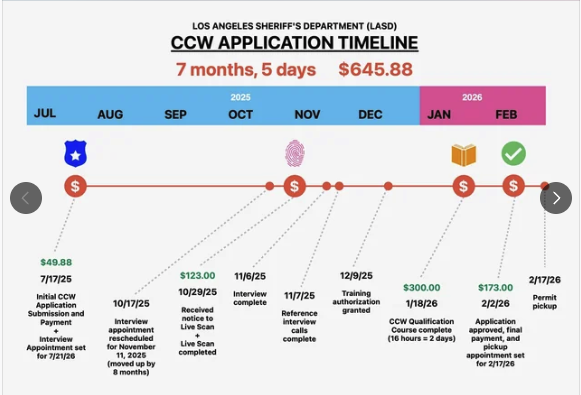 LOS ANGELES SHERIFF'S DEPARTMENT (LASD)
CCW APPLICATION TIMELINE
7 months, 5 days $645.88
2025
2026
JUL
AUG
SEP
OCT
NOV
DEC
JAN
FEB
$
$
$
$
$49.88
7/17/25
Initial CCW
Application
Submission and
Payment
+
Interview
Appointment set
for 7/21/26
10/17/25
Interview
appointment
rescheduled
for November
11, 2025
(moved up by
8 months)
$123.00
10/29/25
Received
notice to
Live Scan
+
Live Scan
completed
11/6/25
Interview
complete
11/7/25
Reference
interview
calls
complete
12/9/25
Training
authorization
granted
$300.00
1/18/26
CCW Qualification
Course complete
(16 hours = 2 days)
$173.00
2/2/26
Application
approved, final
payment, and
pickup
appointment set
for 2/17/26
2/17/26
Permit
pickup